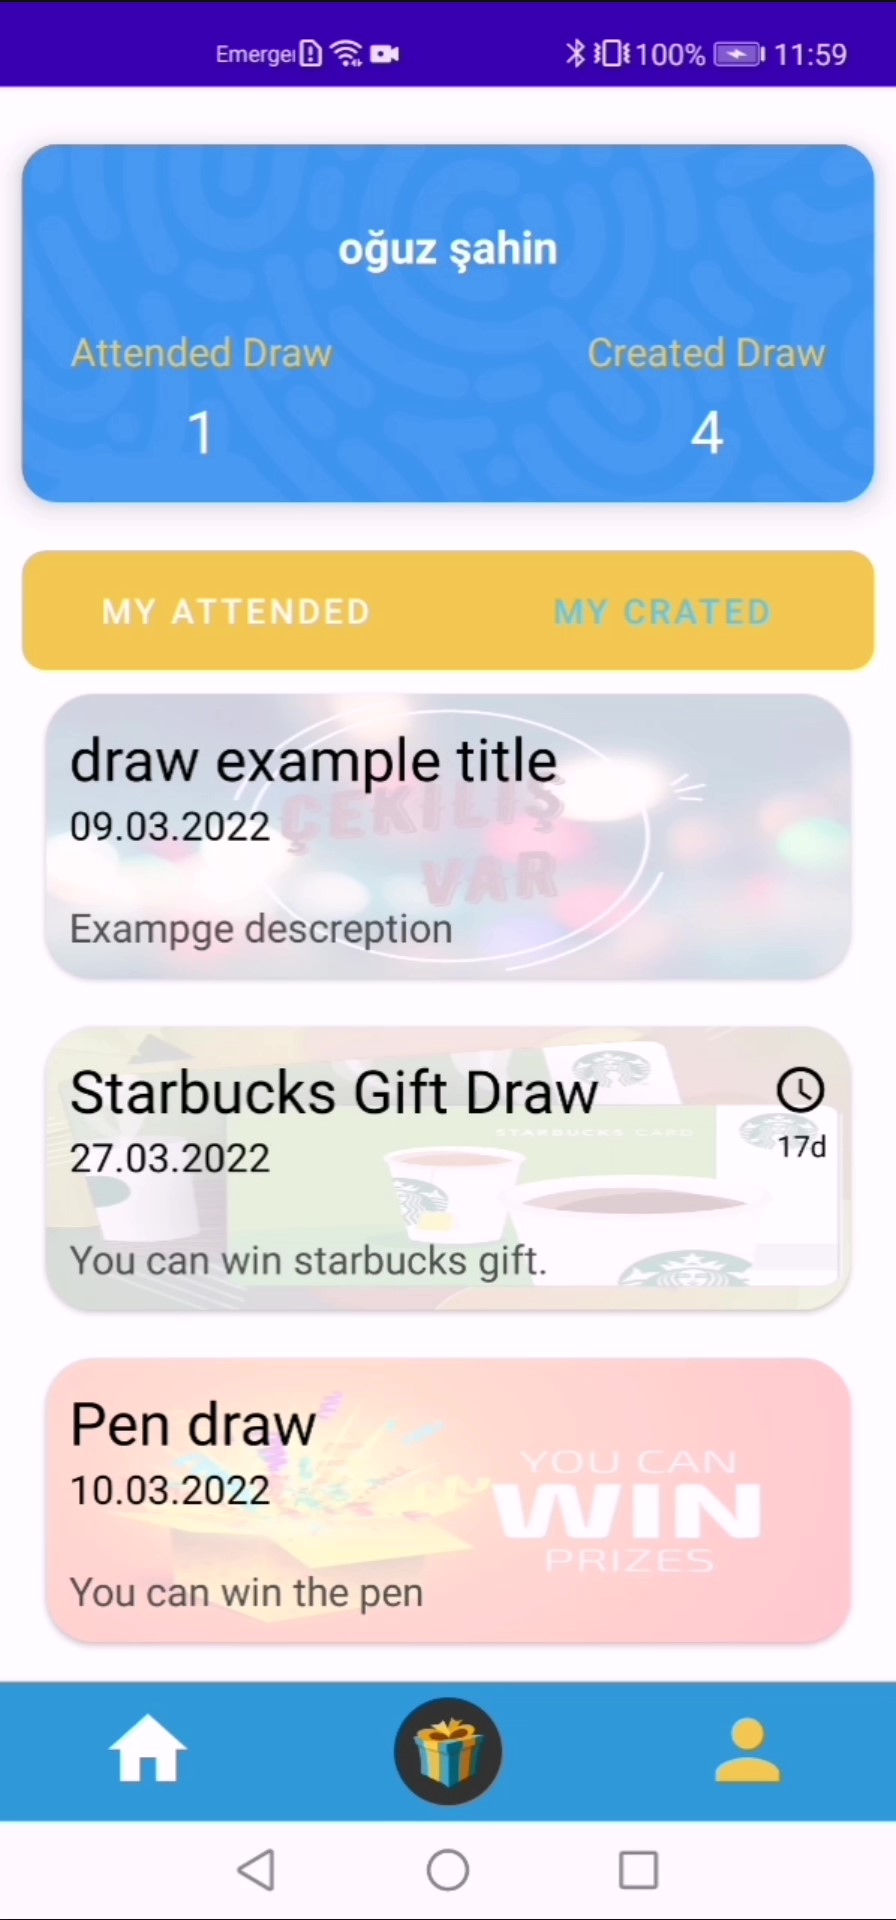 Emerger 100% 11:59
oğuz şahin
Attended Draw Created Draw
1 4
MY ATTENDED MY CRATED
draw example title
09.03.2022
ÇEKİLİŞ
VAR
Exampge descreption
Starbucks Gift Draw
27.03.2022
17d
STARBUCKS CARD
You can win starbucks gift.
Pen draw
10.03.2022
YOU CAN
WIN
PRIZES
You can win the pen